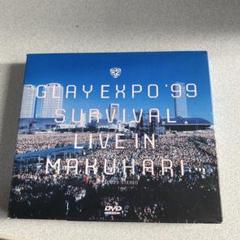 GLAY EXPO '99
SURVIVAL
LIVE IN
MAKUHARI
DVD